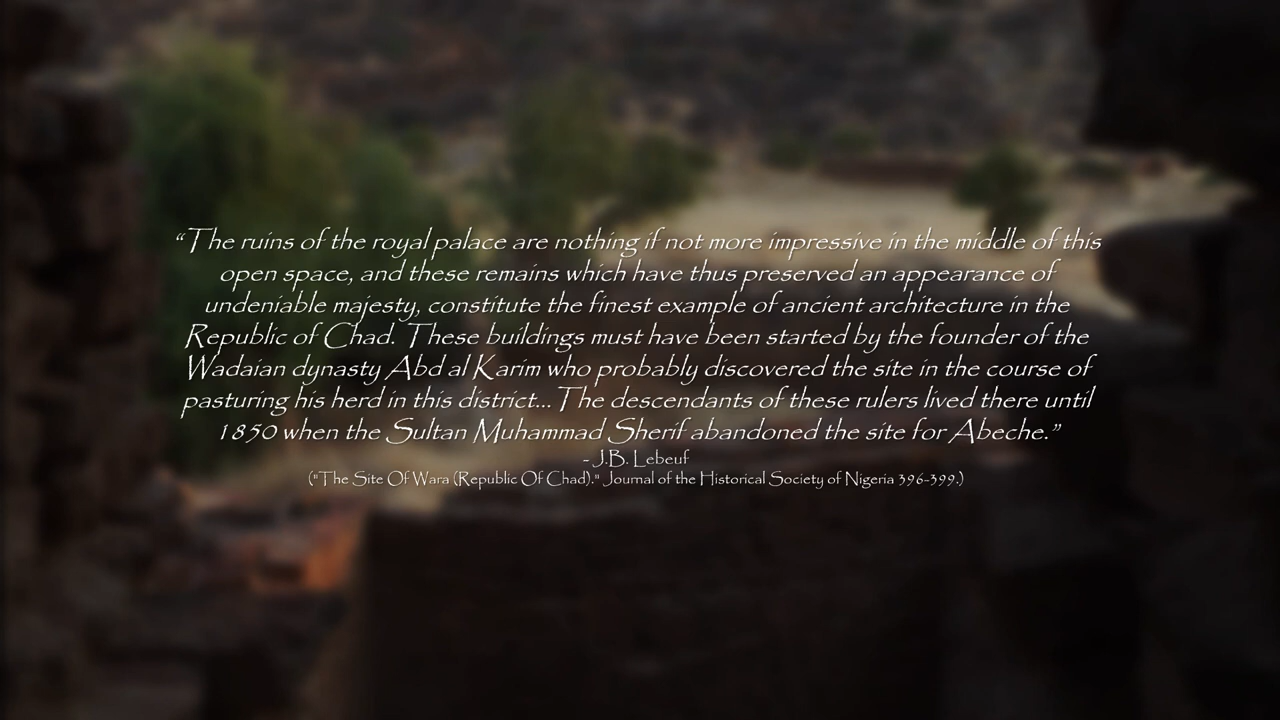 “The ruins of the royal palace are nothing if not more impressive in the middle of this
open space, and these remains which have thus preserved an appearance of
undeniable majesty, constitute the finest example of ancient architecture in the
Republic of Chad. These buildings must have been started by the founder of the
Wadaian dynasty Abd al Karim who probably discovered the site in the course of
pasturing his herd in this district... The descendants of these rulers lived there until
1850 when the Sultan Muhammad Sherif abandoned the site for Abeche.”
- J.B. Lebeuf
("The Site Of Wara (Republic Of Chad)." Journal of the Historical Society of Nigeria 396-399.)